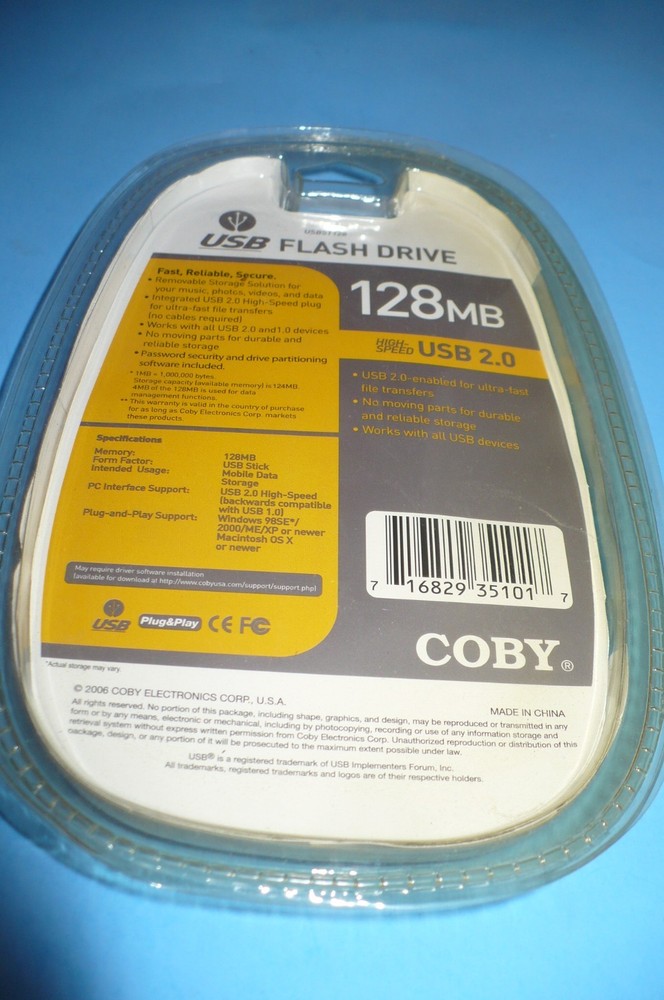 USB FLASH DRIVE
Fast, Reliable, Secure.
• Removable Storage Solution for
your music, photos, videos, and data
• Integrated USB 2.0 High-Speed plug
for ultra-fast file transfers
(no cables required)
• Works with all USB 2.0 and 1.0 devices
• No moving parts for durable and
reliable storage
• Password security and drive partitioning
software included.
* 1MB = 1,000,000 bytes.
Storage capacity (available memory) is 124MB.
4MB of the 128MB is used for data
management functions.
** This warranty is valid in the country of purchase
for as long as Coby Electronics Corp. markets
these products.
Specifications
Memory: 128MB
Form Factor: USB Stick
Intended Usage: Mobile Data
Storage
PC Interface Support: USB 2.0 High-Speed
(backwards compatible
with USB 1.0)
Plug-and-Play Support: Windows 98SE*/
2000/ME/XP or newer
Macintosh OS X
or newer
May require driver software installation
(available for download at http://www.cobyusa.com/support/support.php)
USB Plug&Play CE FC
128MB
HIGH-SPEED USB 2.0
• USB 2.0-enabled for ultra-fast
file transfers
• No moving parts for durable
and reliable storage
• Works with all USB devices
7 16829 35101 7
COBY®
*Actual storage may vary.
© 2006 COBY ELECTRONICS CORP., U.S.A.
MADE IN CHINA
All rights reserved. No portion of this package, including shape, graphics, and design, may be reproduced or transmitted in any
form or by any means, electronic or mechanical, including by photocopying, recording or use of any information storage and
retrieval system without express written permission from Coby Electronics Corp. Unauthorized reproduction or distribution of this
package, design, or any portion of it will be prosecuted to the maximum extent possible under law.
USB® is a registered trademark of USB Implementers Forum, Inc.
All trademarks, registered trademarks and logos are of their respective holders.